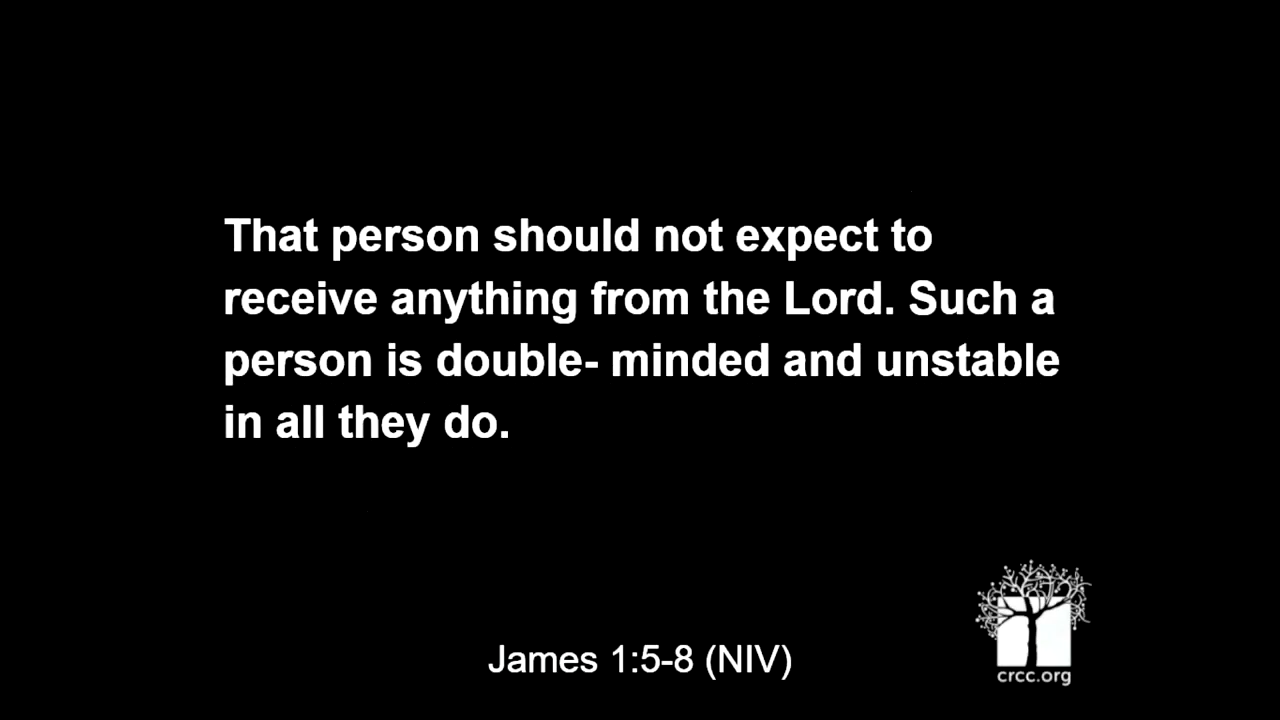 That person should not expect to
receive anything from the Lord. Such a
person is double- minded and unstable
in all they do.
James 1:5-8 (NIV)
crcc.org